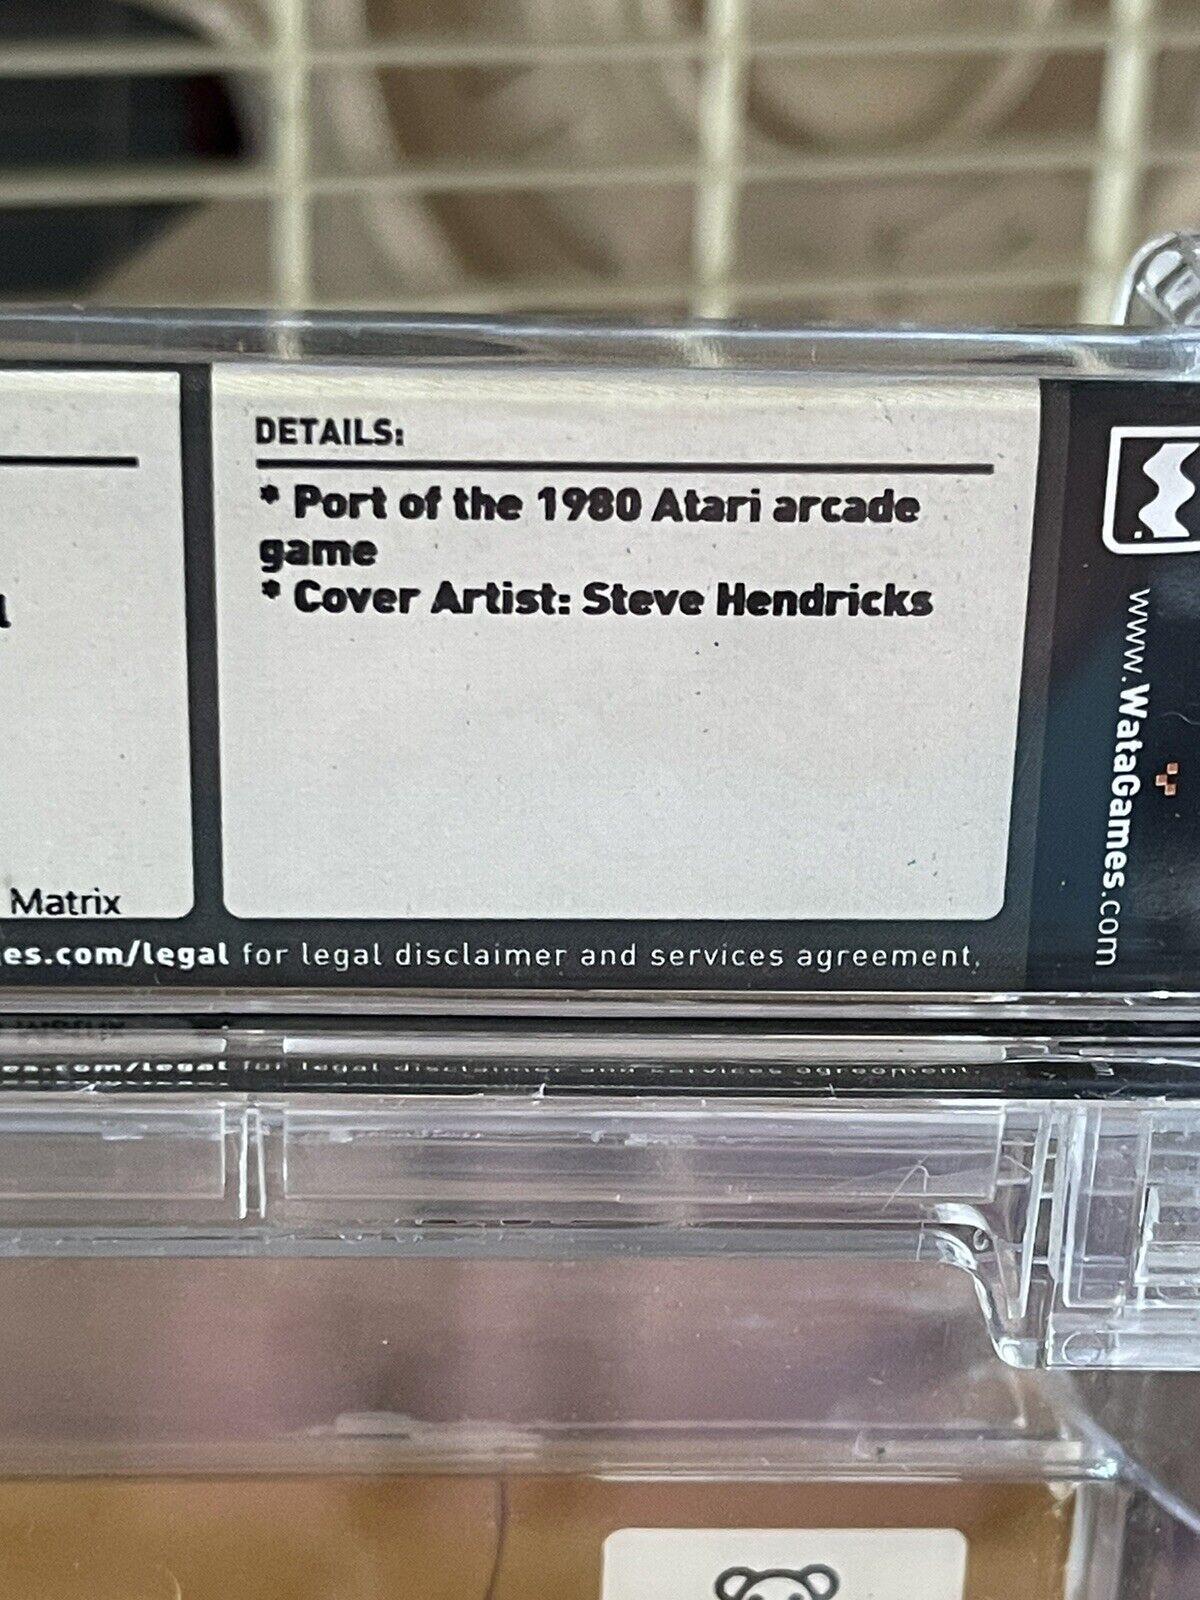 DETAILS:
* Port of the 1980 Atari arcade
game
* Cover Artist: Steve Hendricks
Matrix
es.com/legal for legal disclaimer and services agreement.
www.WataGames.com